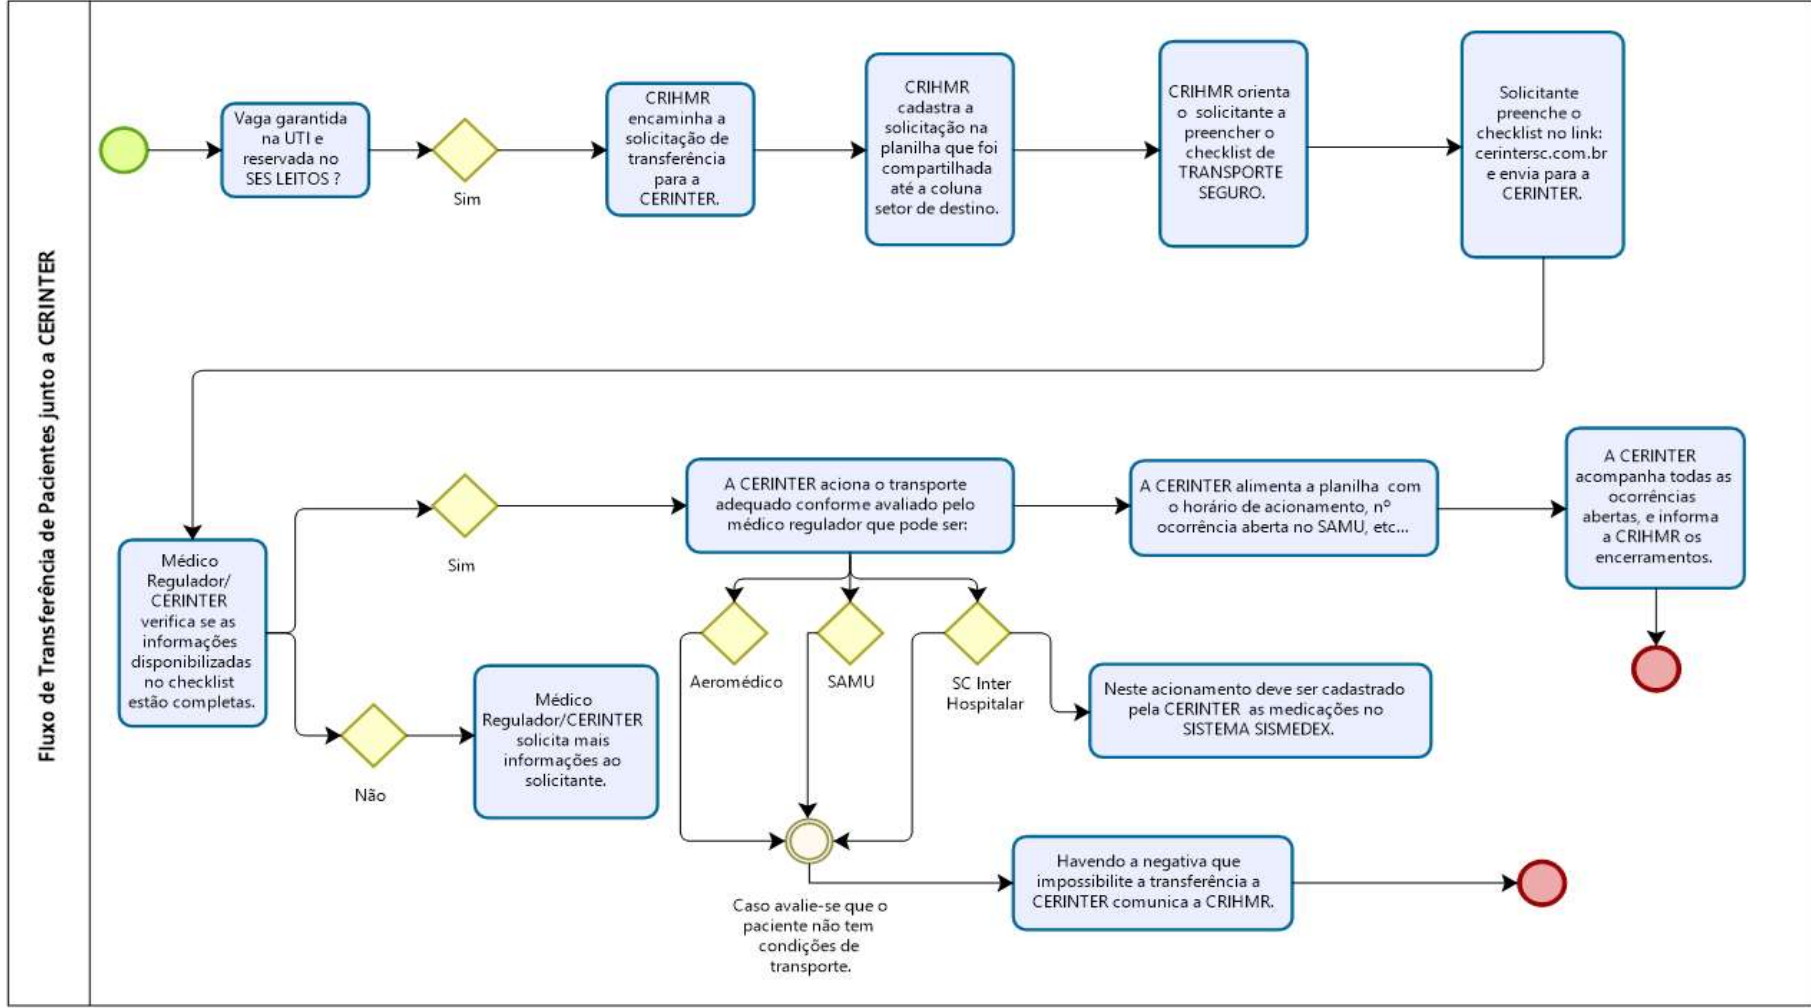 Fluxo de Transferência de Pacientes junto a CERINTER
Vaga garantida
na UTI e
reservada no
SES LEITOS ?
Sim
CRIHMR
encaminha a
solicitação de
transferência
para a
CERINTER.
CRIHMR
cadastra a
solicitação na
planilha que foi
compartilhada
até a coluna
setor de destino.
CRIHMR orienta
o solicitante a
preencher o
checklist de
TRANSPORTE
SEGURO.
Solicitante
preenche o
checklist no link:
cerintersc.com.br
e envia para a
CERINTER.
Médico
Regulador/
CERINTER
verifica se as
informações
disponibilizadas
no checklist
estão completas.
Sim
Não
Médico
Regulador/CERINTER
solicita mais
informações ao
solicitante.
A CERINTER aciona o transporte
adequado conforme avaliado pelo
médico regulador que pode ser:
Aeromédico
SAMU
SC Inter
Hospitalar
A CERINTER alimenta a planilha com
o horário de acionamento, nº
ocorrência aberta no SAMU, etc...
A CERINTER
acompanha todas as
ocorrências
abertas, e informa
a CRIHMR os
encerramentos.
Neste acionamento deve ser cadastrado
pela CERINTER as medicações no
SISTEMA SISMEDEX.
Caso avalie-se que o
paciente não tem
condições de
transporte.
Havendo a negativa que
impossibilite a transferência a
CERINTER comunica a CRIHMR.